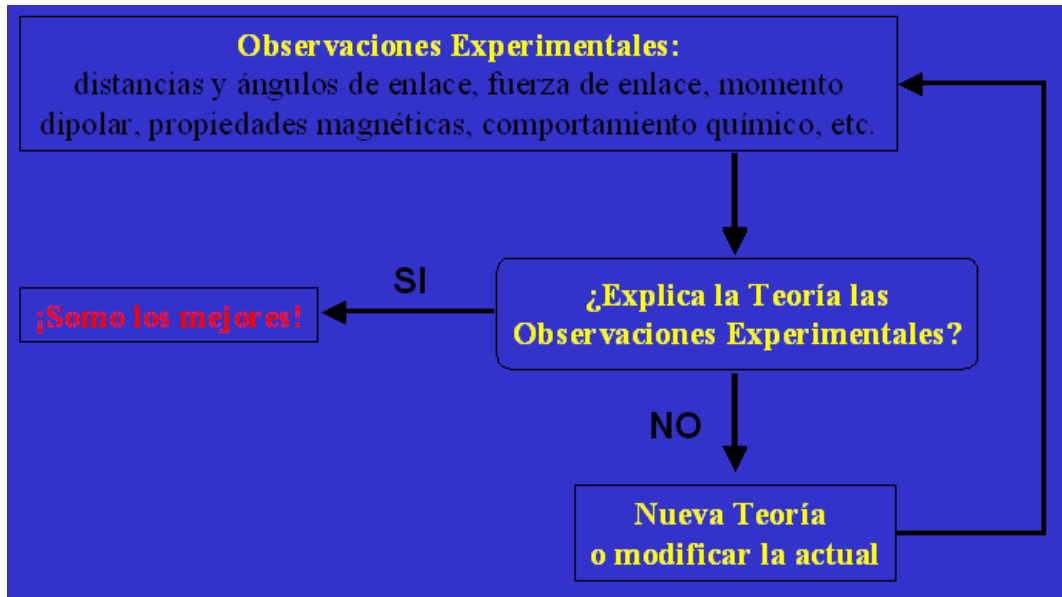 Observaciones Experimentales:
distancias y ángulos de enlace, fuerza de enlace, momento
dipolar, propiedades magnéticas, comportamiento químico, etc.
SI
¿Explica la Teoría las
Observaciones Experimentales?
¡Somo los mejores!
NO
Nueva Teoría
o modificar la actual